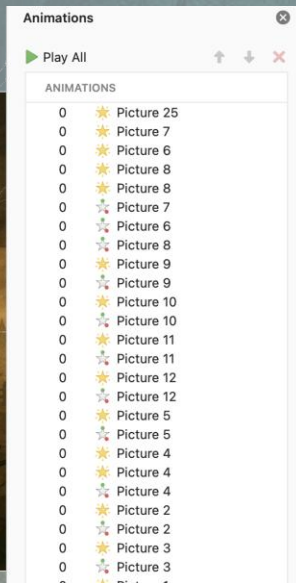 Animations
Play All
ANIMATIONS
0 Picture 25
0 Picture 7
0 Picture 6
0 Picture 8
0 Picture 8
0 Picture 7
0 Picture 6
0 Picture 8
0 Picture 9
0 Picture 9
0 Picture 10
0 Picture 10
0 Picture 11
0 Picture 11
0 Picture 12
0 Picture 12
0 Picture 5
0 Picture 5
0 Picture 4
0 Picture 4
0 Picture 4
0 Picture 2
0 Picture 2
0 Picture 3
0 Picture 3